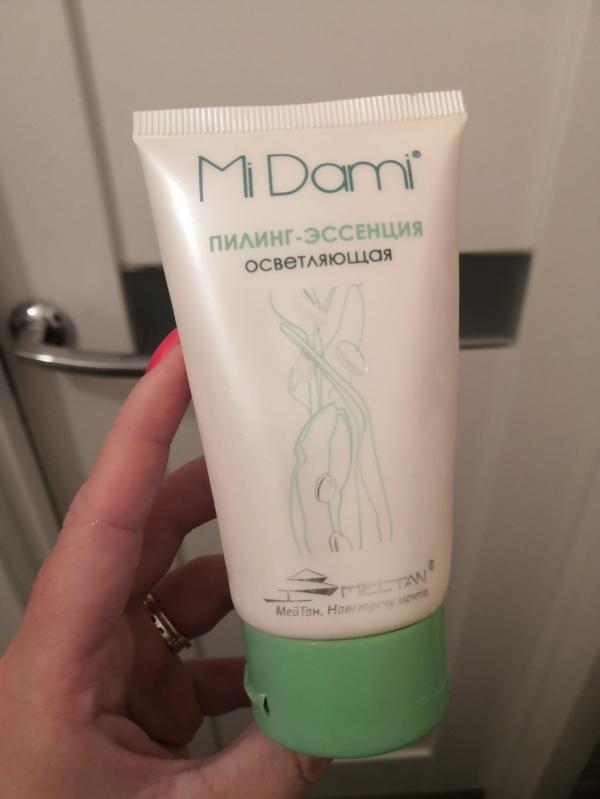 Mi Dami®
ПИЛИНГ-ЭССЕНЦИЯ
осветляющая
MEITAN®
МейТан. Навстречу мечте.